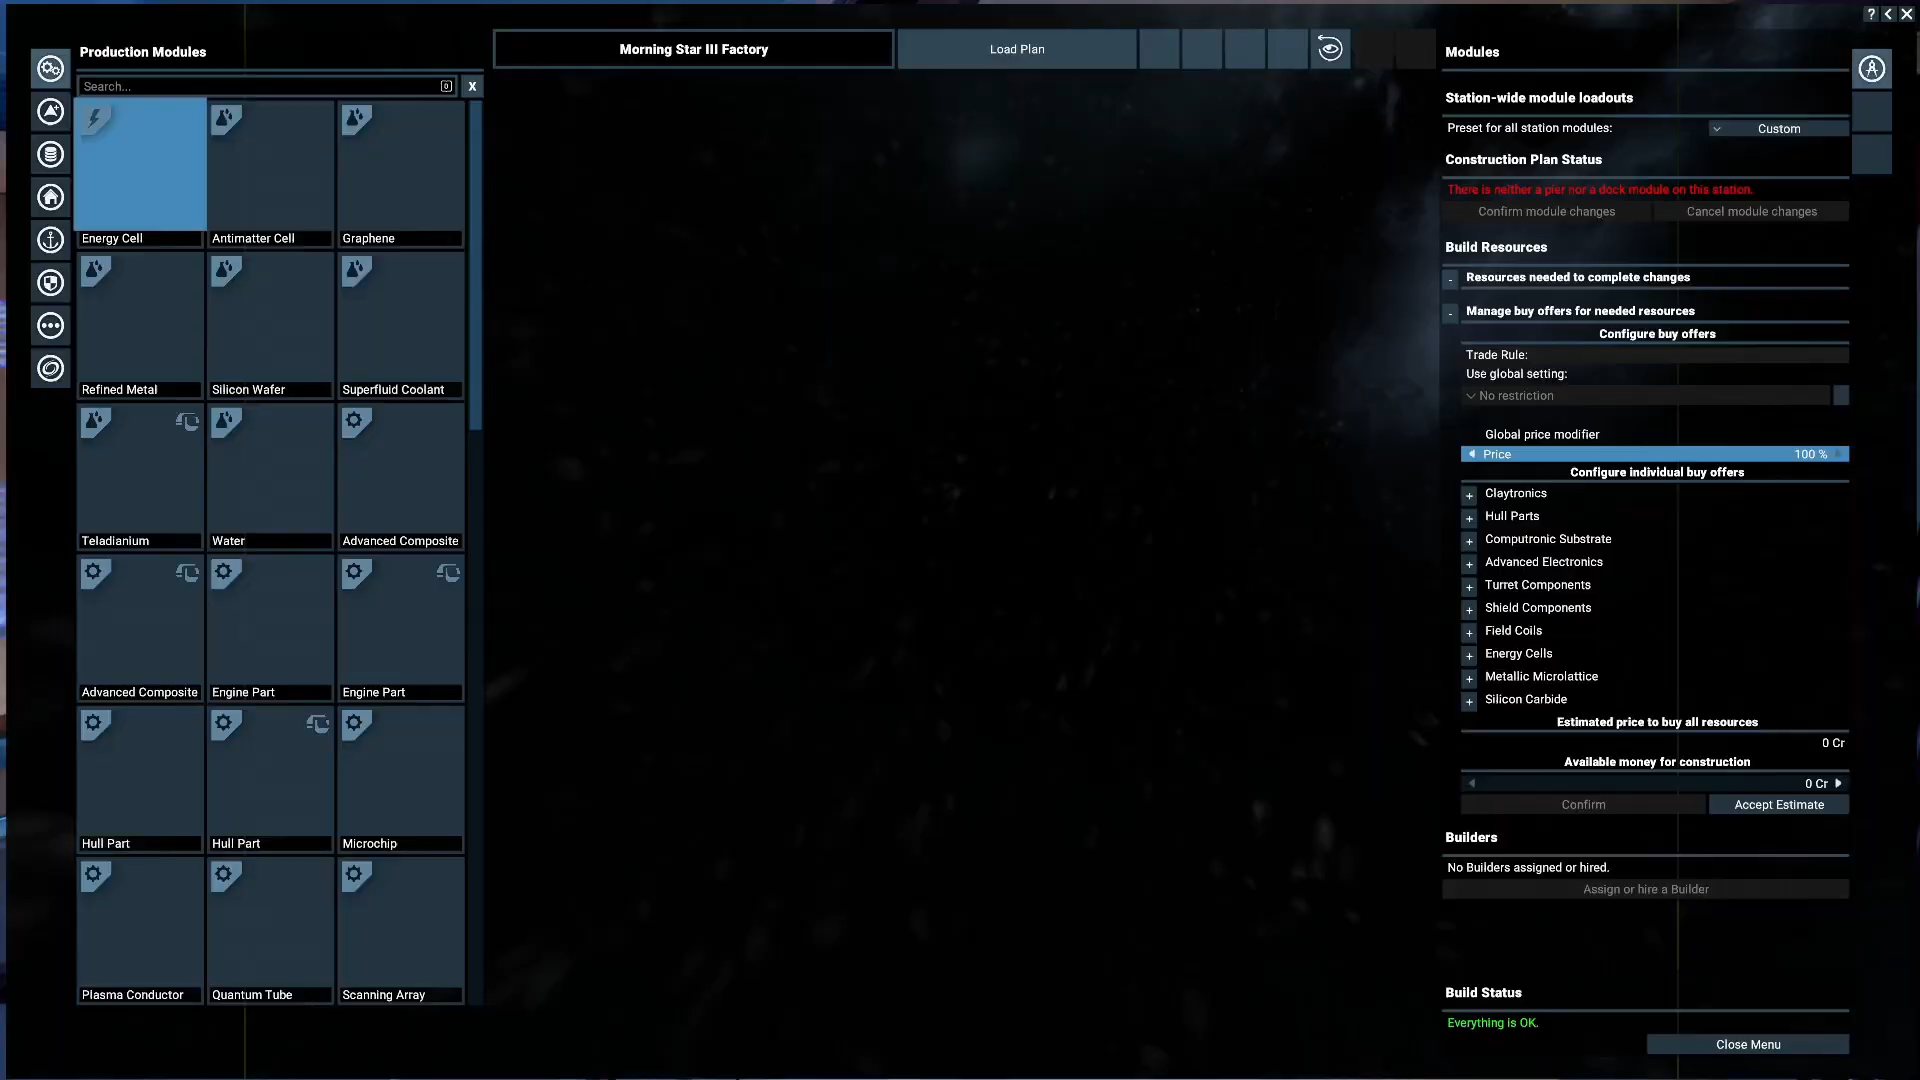 Production Modules
Search...
0
X
Energy Cell
Antimatter Cell
Graphene
Refined Metal
Silicon Wafer
Superfluid Coolant
Teladianium
Water
Advanced Composite
Advanced Composite
Engine Part
Engine Part
Hull Part
Hull Part
Microchip
Plasma Conductor
Quantum Tube
Scanning Array
Morning Star III Factory
Load Plan
?
Modules
Station-wide module loadouts
Preset for all station modules:
Custom
Construction Plan Status
There is neither a pier nor a dock module on this station.
Confirm module changes
Cancel module changes
Build Resources
- Resources needed to complete changes
- Manage buy offers for needed resources
Configure buy offers
Trade Rule:
Use global setting:
No restriction
Global price modifier
Price 100 %
Configure individual buy offers
+ Claytronics
+ Hull Parts
+ Computronic Substrate
+ Advanced Electronics
+ Turret Components
+ Shield Components
+ Field Coils
+ Energy Cells
+ Metallic Microlattice
+ Silicon Carbide
Estimated price to buy all resources
0 Cr
Available money for construction
0 Cr
Confirm
Accept Estimate
Builders
No Builders assigned or hired.
Assign or hire a Builder
Build Status
Everything is OK.
Close Menu